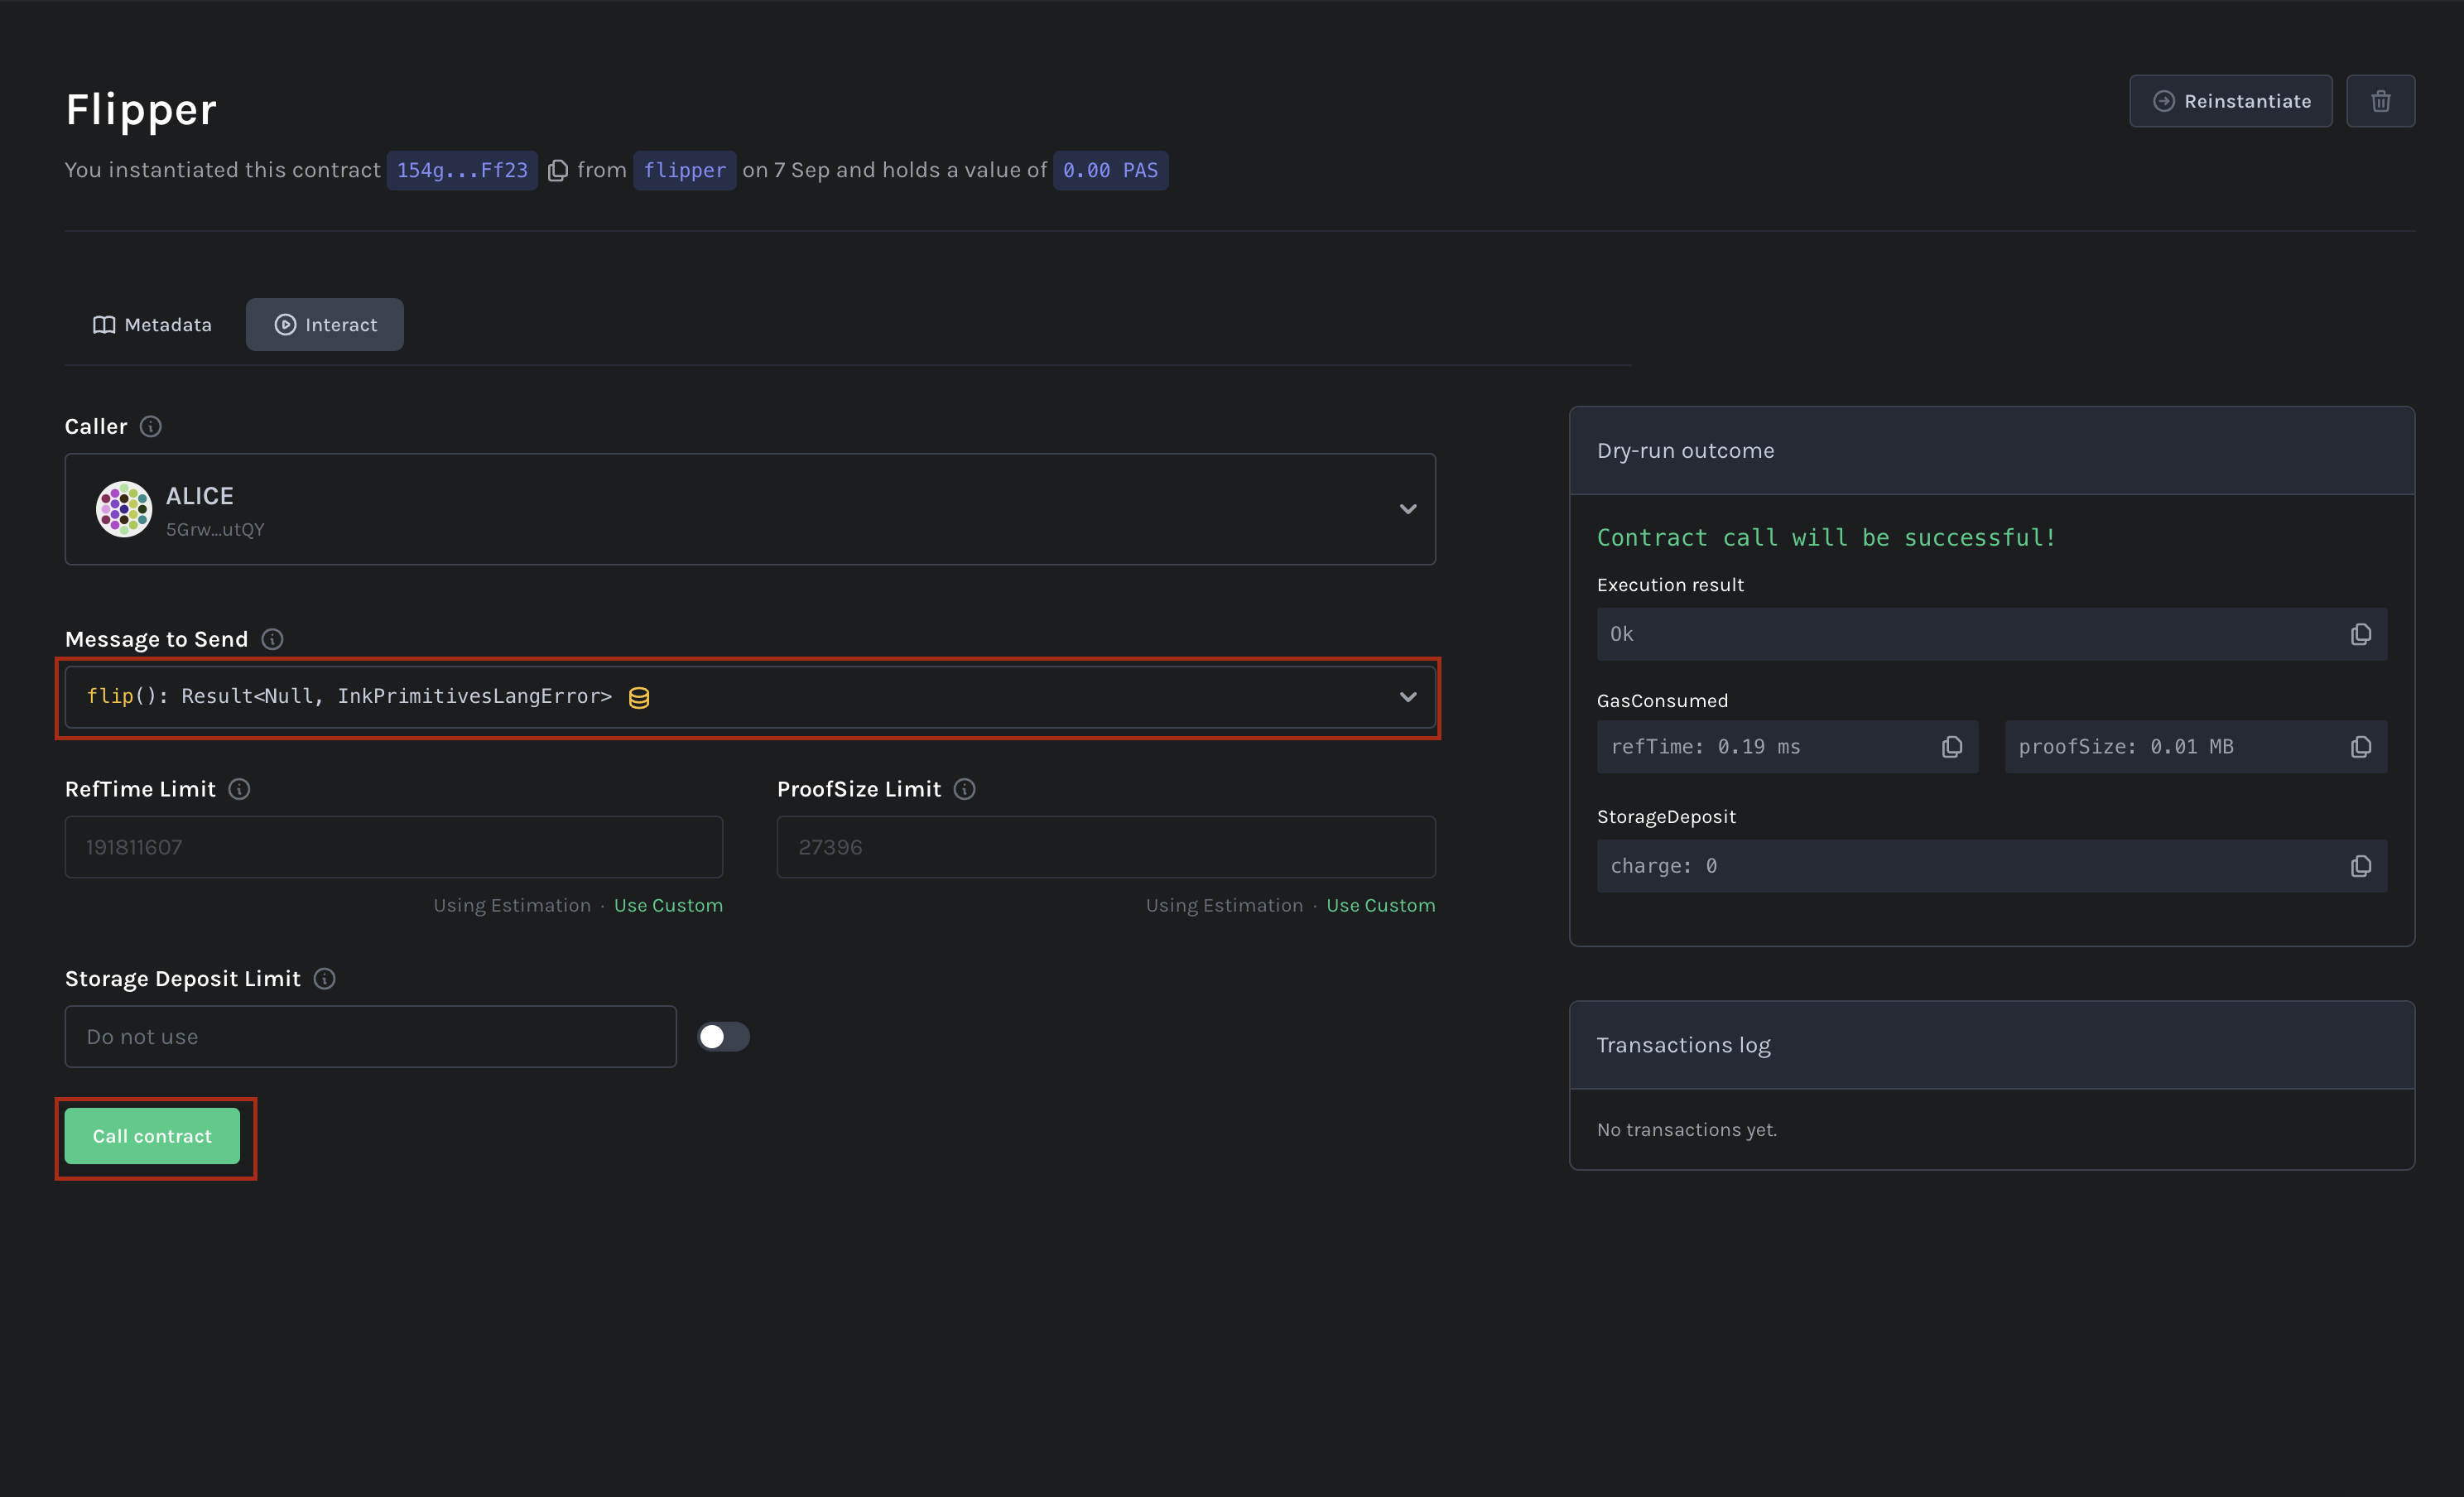 Flipper
Reinstantiate
You instantiated this contract 154g...Ff23 from flipper on 7 Sep and holds a value of 0.00 PAS
Metadata
Interact
Caller
ALICE
5Grw...utQY
Message to Send
flip(): Result<Null, InkPrimitivesLangError>
RefTime Limit
191811607
Using Estimation · Use Custom
ProofSize Limit
27396
Using Estimation · Use Custom
Storage Deposit Limit
Do not use
Call contract
Dry-run outcome
Contract call will be successful!
Execution result
Ok
GasConsumed
refTime: 0.19 ms
proofSize: 0.01 MB
StorageDeposit
charge: 0
Transactions log
No transactions yet.